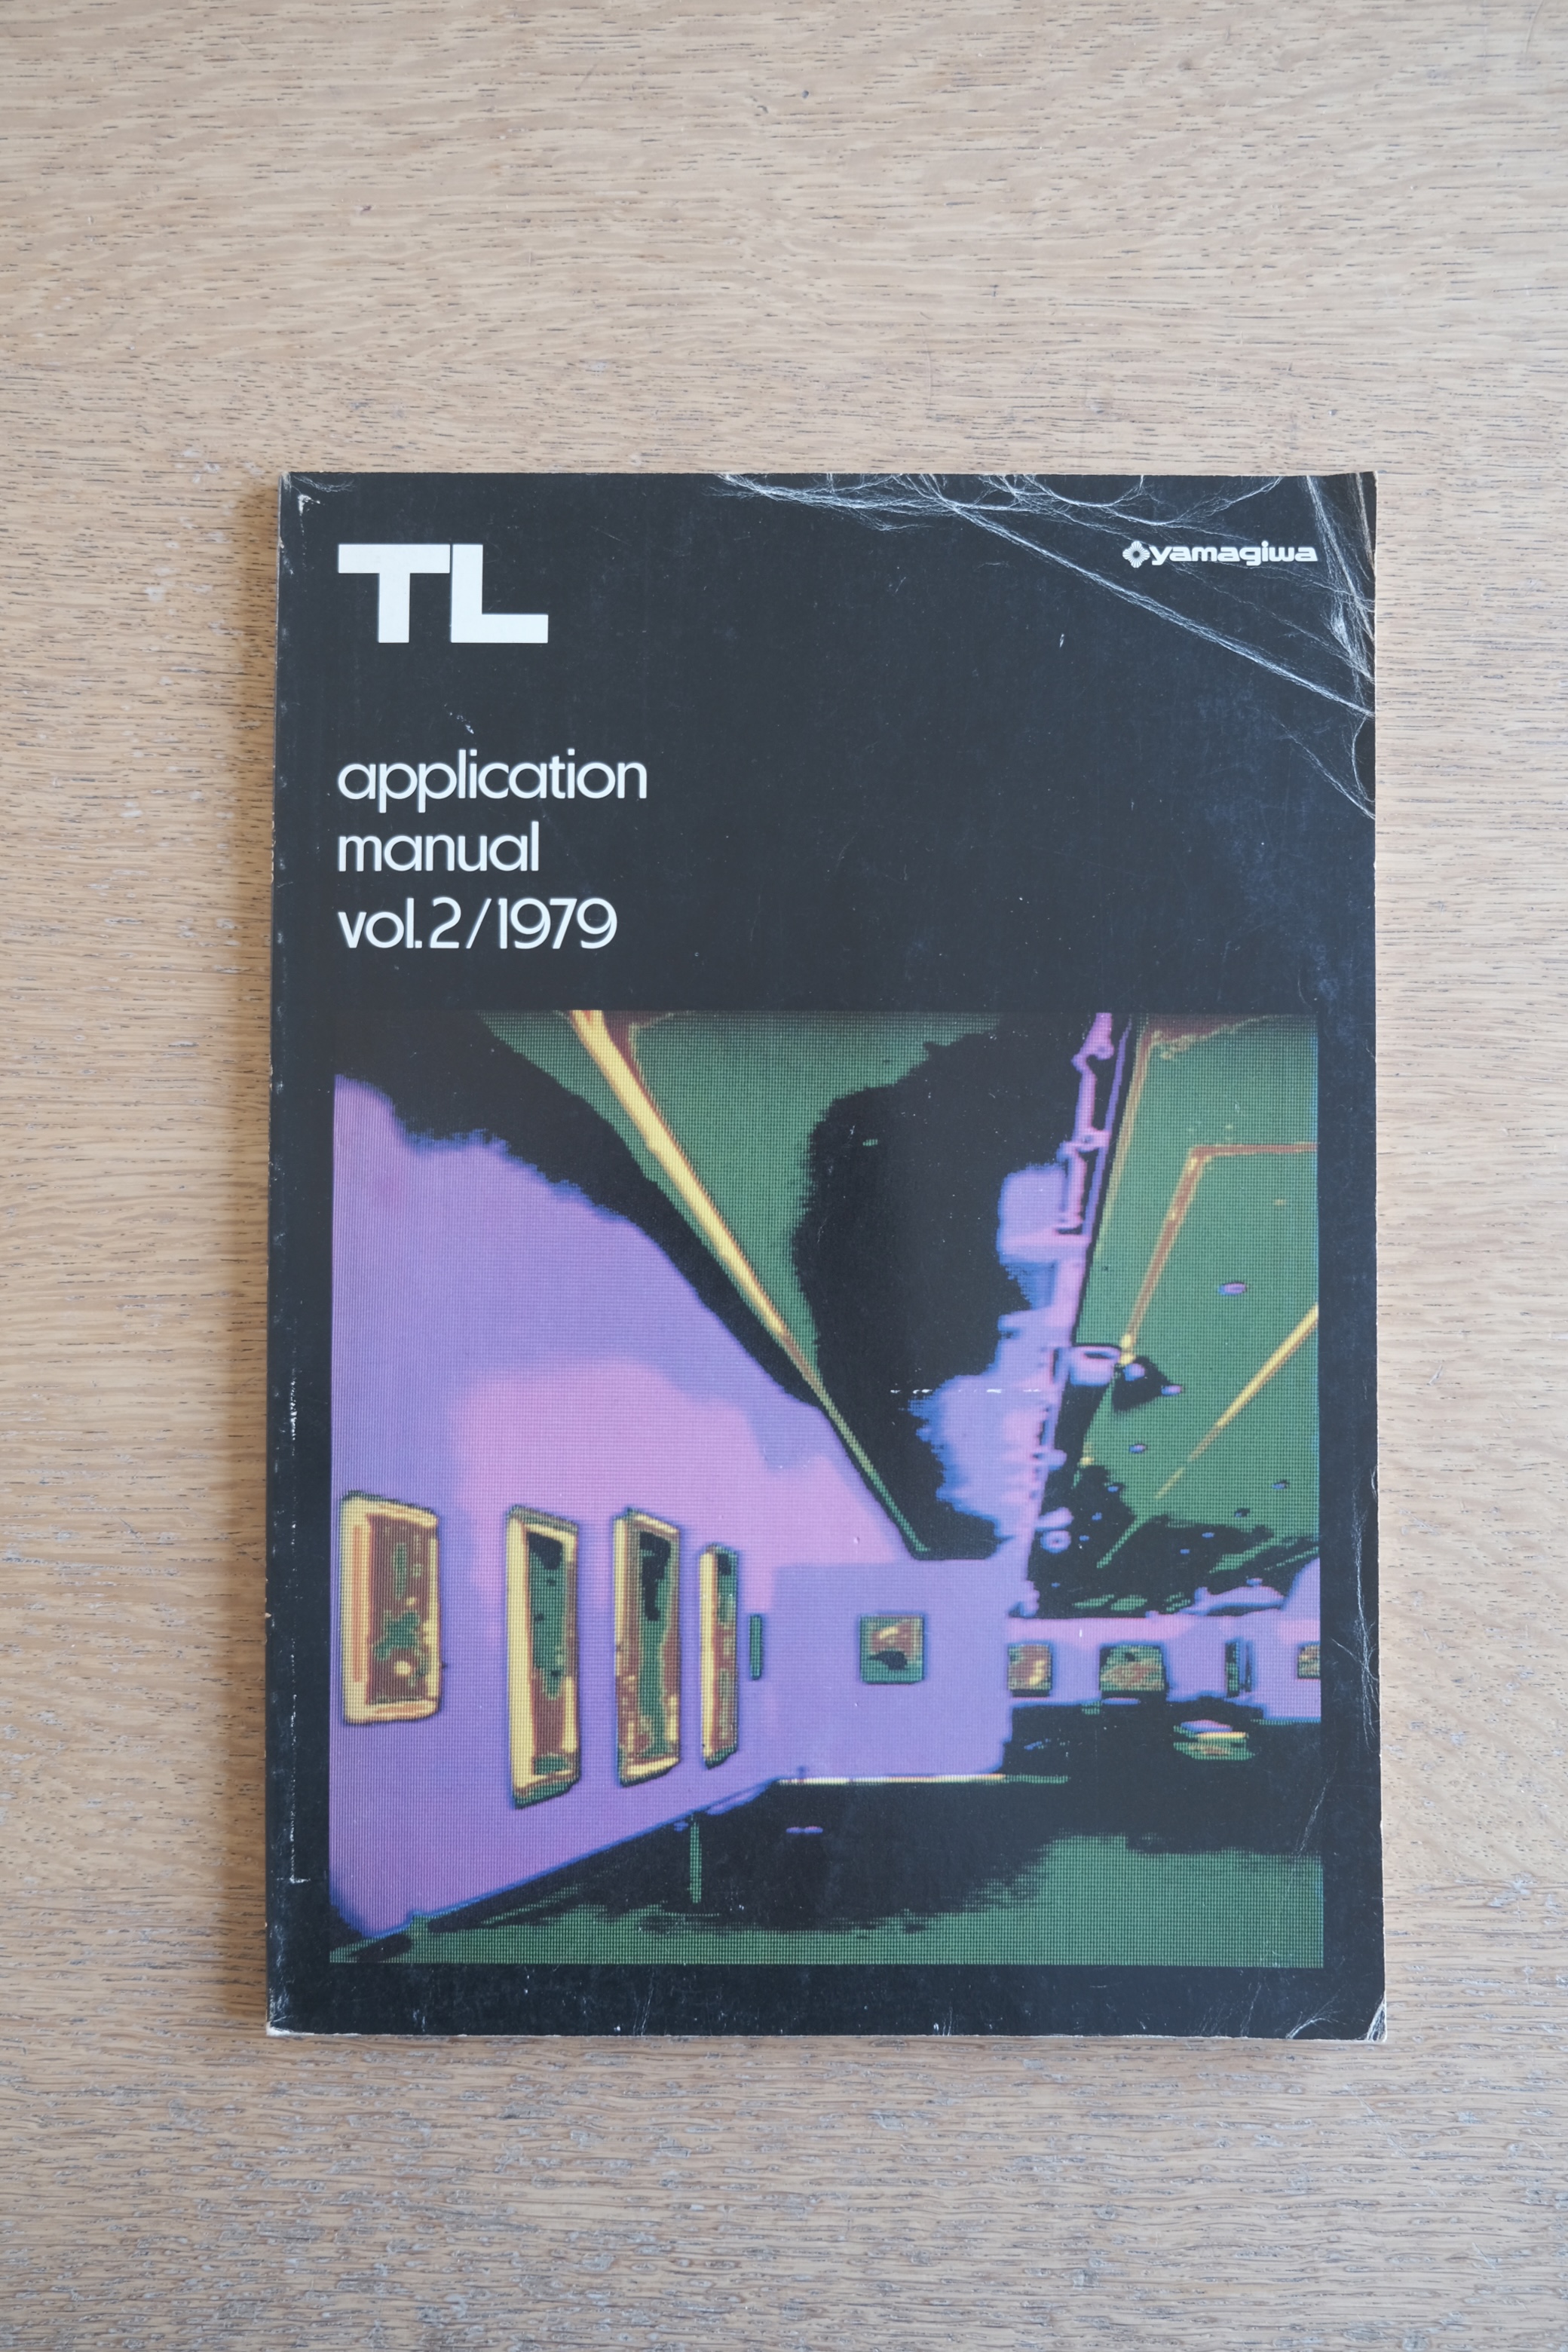 TL
yamagiwa
application
manual
vol.2/1979